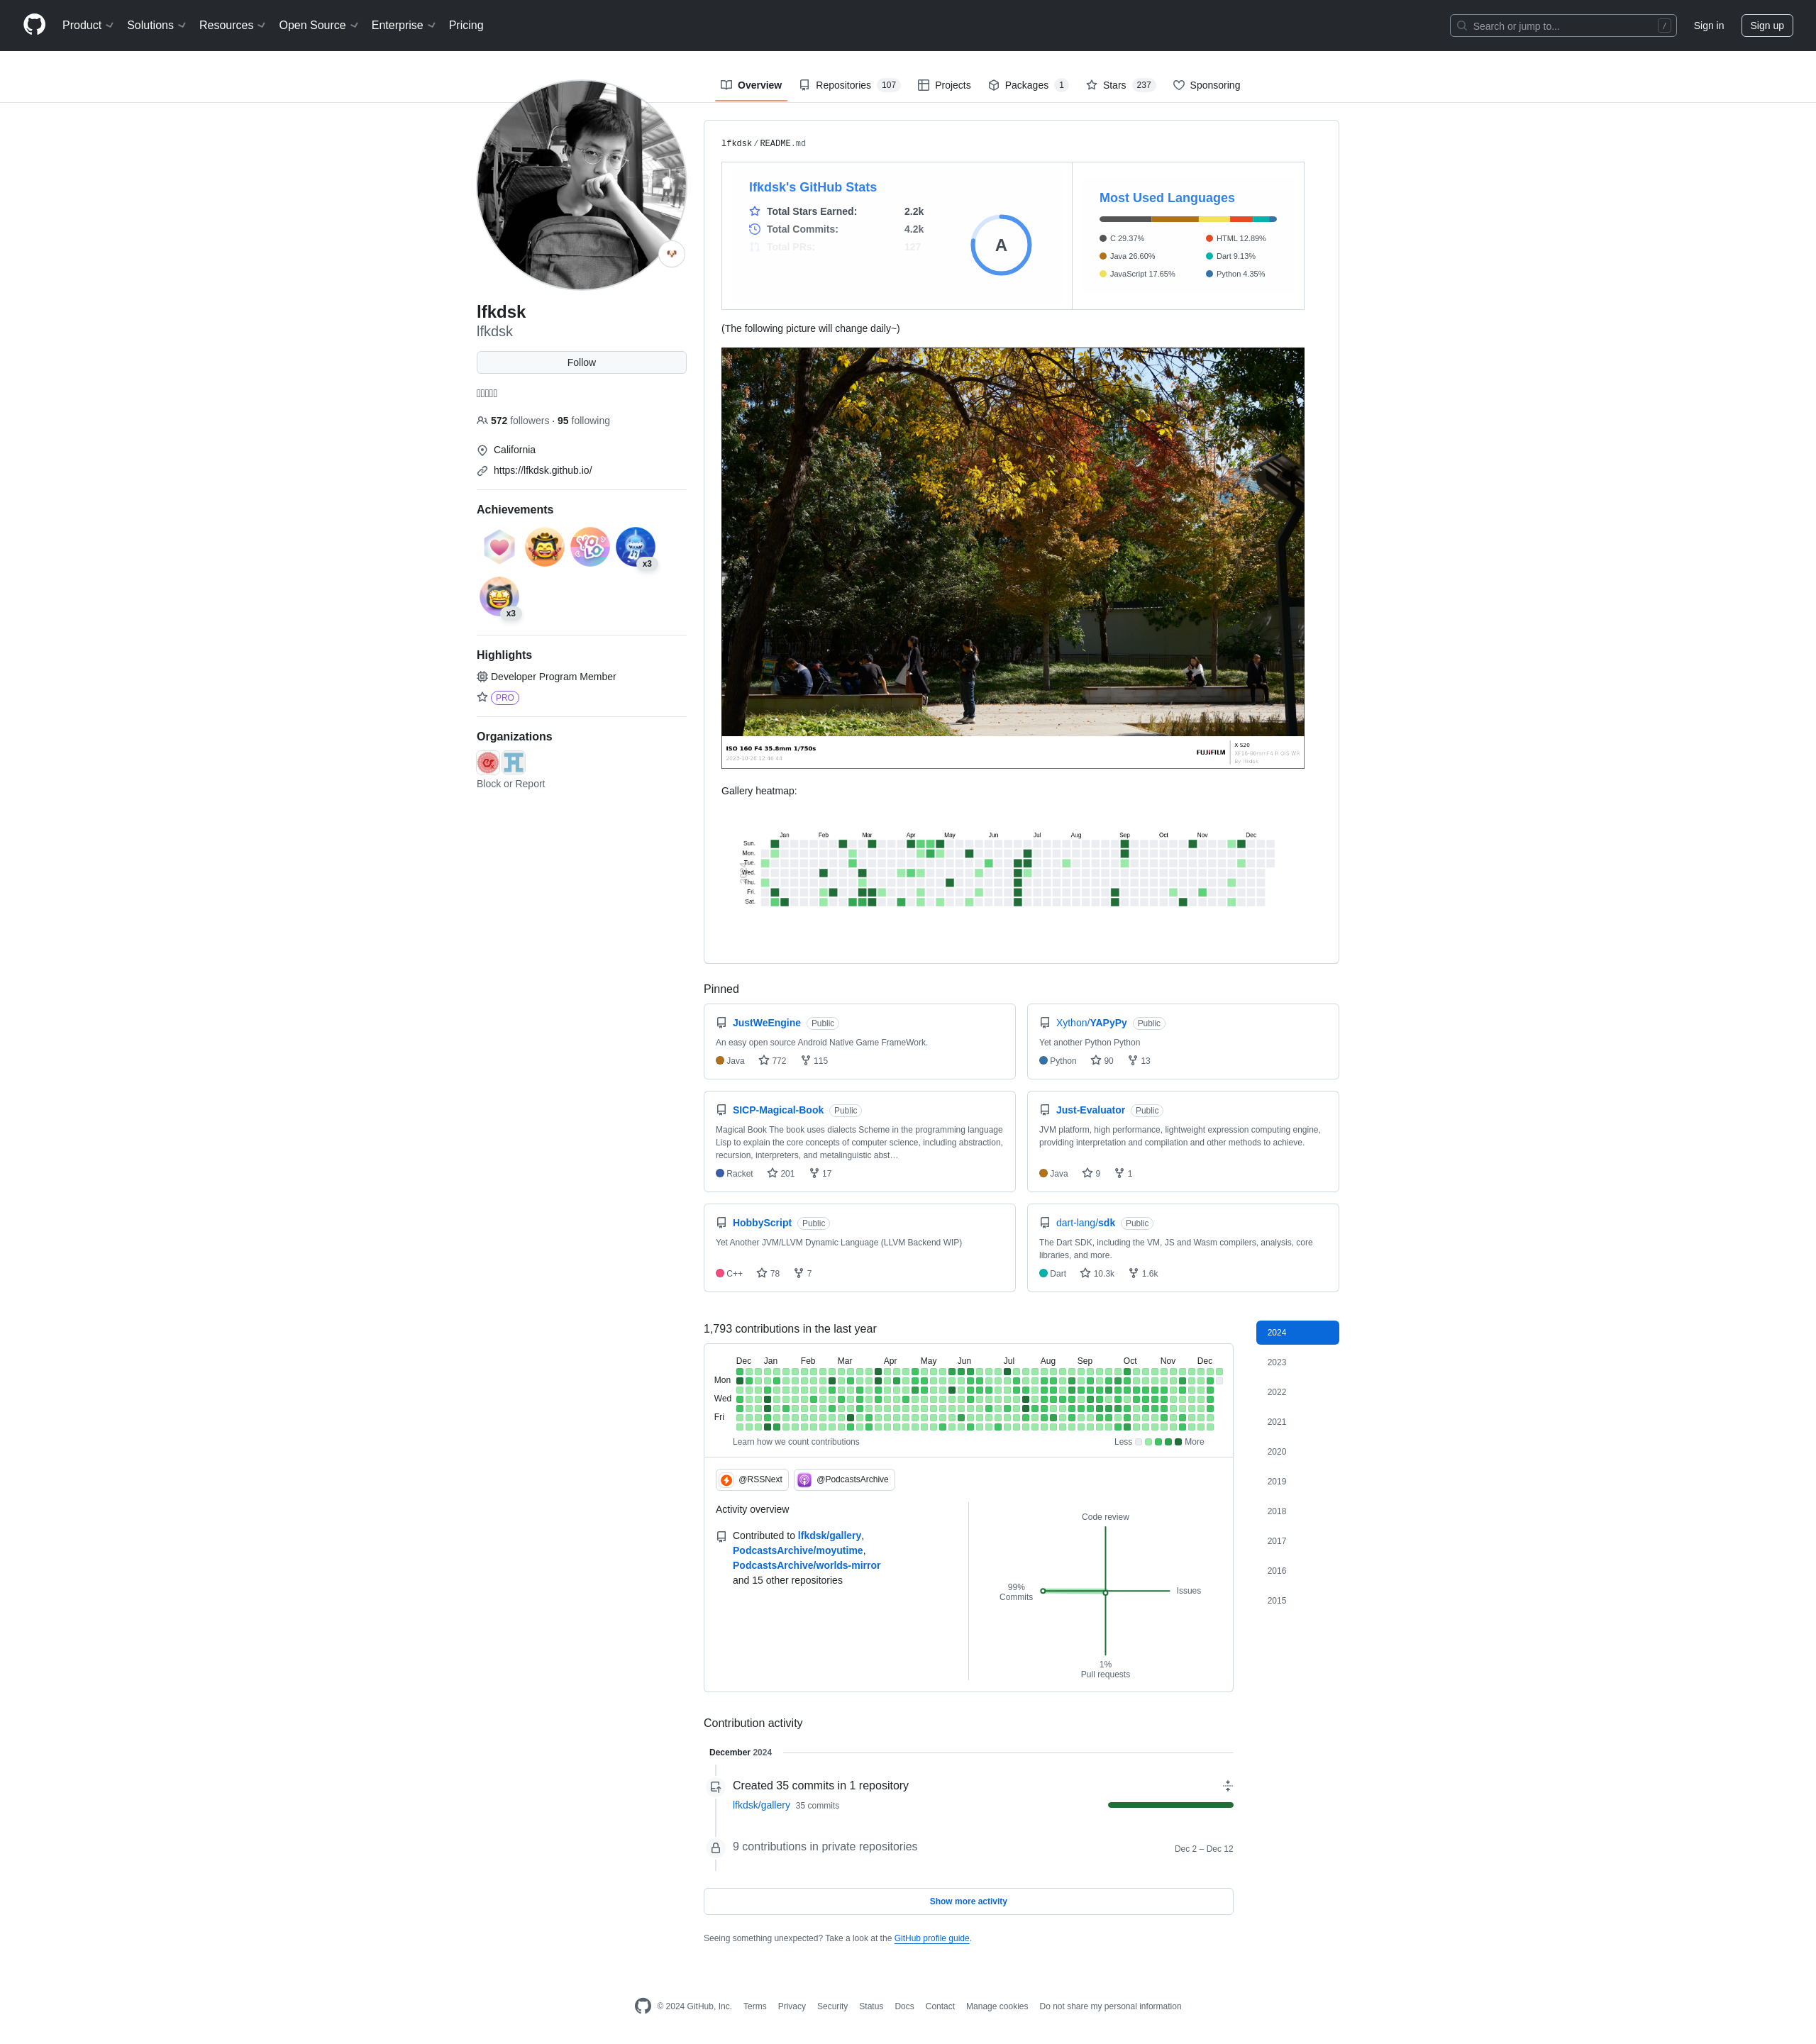 Product Solutions Resources Open Source Enterprise Pricing
Search or jump to... /
Sign in
Sign up
Overview Repositories 107 Projects Packages 1 Stars 237 Sponsoring
lfkdsk
lfkdsk
Follow
572 followers · 95 following
California
https://lfkdsk.github.io/
Achievements
YOLO
x3
x3
Highlights
Developer Program Member
PRO
Organizations
Block or Report
lfkdsk / README.md
lfkdsk's GitHub Stats
Total Stars Earned: 2.2k
Total Commits: 4.2k
Total PRs: 127
A
Most Used Languages
C 29.37%
Java 26.60%
JavaScript 17.65%
HTML 12.89%
Dart 9.13%
Python 4.35%
(The following picture will change daily~)
ISO 160 F4 35.8mm 1/750s
2023-10-26 12:46:44
FUJIFILM
X-S20
Gallery heatmap:
Jan Feb Mar Apr May Jun Jul Aug Sep Oct Nov Dec
Sun.
Mon.
Tue.
Wed.
Thu.
Fri.
Sat.
Pinned
JustWeEngine Public
An easy open source Android Native Game FrameWork.
Java 772 115
Xython/YAPyPy Public
Yet another Python Python
Python 90 13
SICP-Magical-Book Public
Magical Book The book uses dialects Scheme in the programming language
Lisp to explain the core concepts of computer science, including abstraction,
recursion, interpreters, and metalinguistic abst…
Racket 201 17
Just-Evaluator Public
JVM platform, high performance, lightweight expression computing engine,
providing interpretation and compilation and other methods to achieve.
Java 9 1
HobbyScript Public
Yet Another JVM/LLVM Dynamic Language (LLVM Backend WIP)
C++ 78 7
dart-lang/sdk Public
The Dart SDK, including the VM, JS and Wasm compilers, analysis, core
libraries, and more.
Dart 10.3k 1.6k
1,793 contributions in the last year
Dec Jan Feb Mar Apr May Jun Jul Aug Sep Oct Nov Dec
Mon
Wed
Fri
Learn how we count contributions
Less More
@RSSNext @PodcastsArchive
Activity overview
Contributed to lfkdsk/gallery,
PodcastsArchive/moyutime,
PodcastsArchive/worlds-mirror
and 15 other repositories
Code review
99%
Commits
Issues
1%
Pull requests
2024
2023
2022
2021
2020
2019
2018
2017
2016
2015
Contribution activity
December 2024
Created 35 commits in 1 repository
lfkdsk/gallery 35 commits
9 contributions in private repositories
Dec 2 – Dec 12
Show more activity
Seeing something unexpected? Take a look at the GitHub profile guide.
© 2024 GitHub, Inc. Terms Privacy Security Status Docs Contact Manage cookies Do not share my personal information